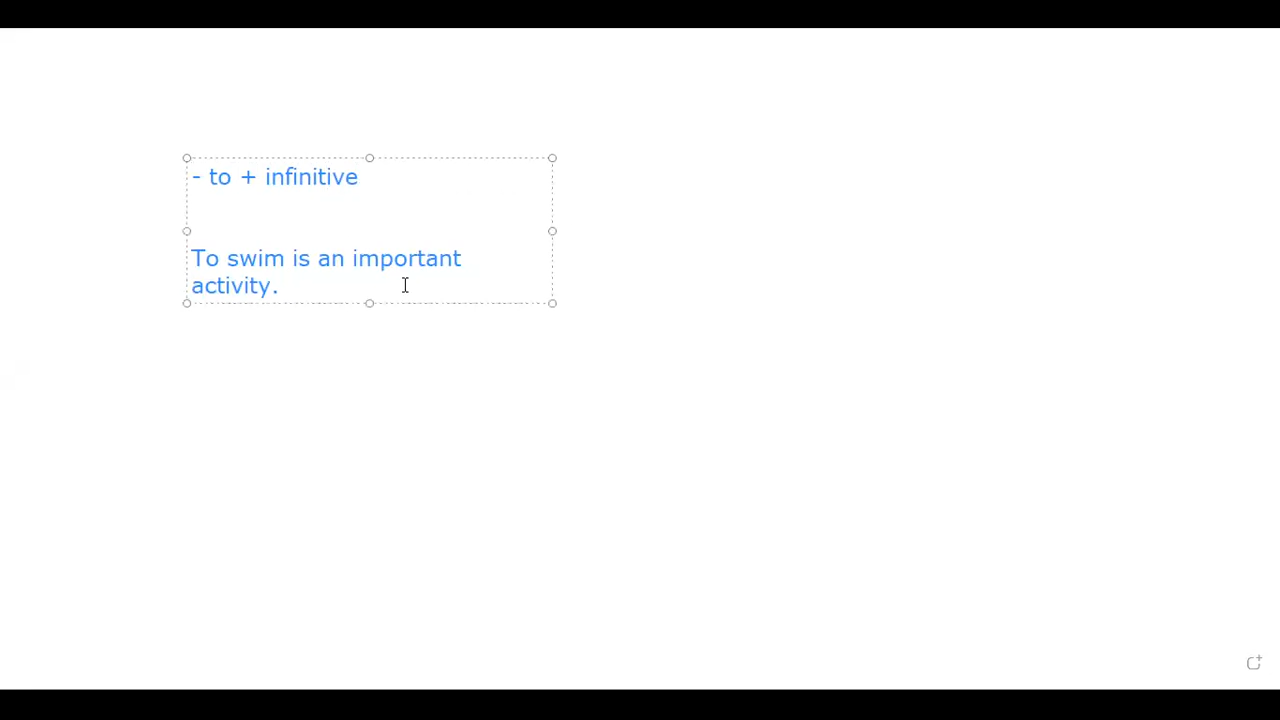 - to + infinitive
To swim is an important
activity.